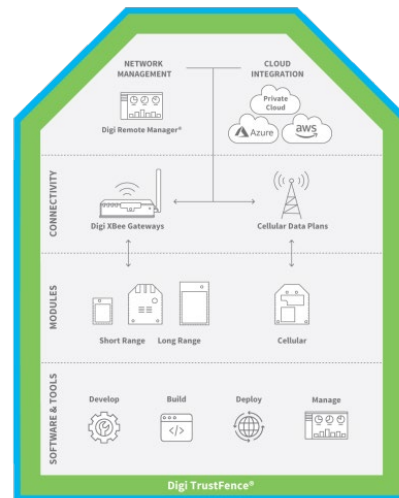 NETWORK
MANAGEMENT
CLOUD
INTEGRATION
Digi Remote Manager®
Private
Cloud
Azure
aws
CONNECTIVITY
Digi XBee Gateways
Cellular Data Plans
MODULES
Short Range
Long Range
Cellular
SOFTWARE & TOOLS
Develop
Build
Deploy
Manage
</>
Digi TrustFence®